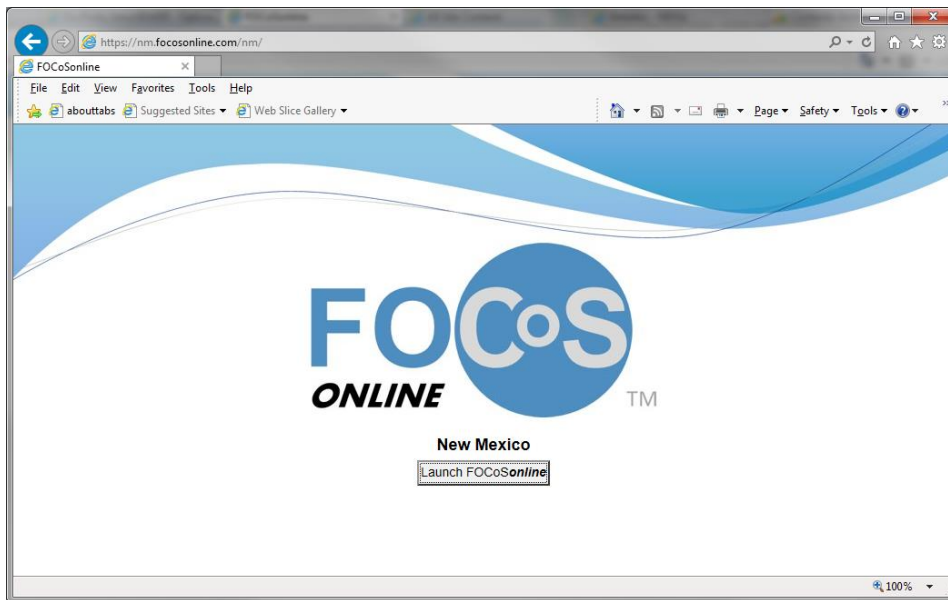 https://nm.focosonline.com/nm/
FOCoSonline
File Edit View Favorites Tools Help
abouttabs Suggested Sites Web Slice Gallery Page Safety Tools
FOCoS
ONLINE TM
New Mexico
Launch FOCoSonline
100%